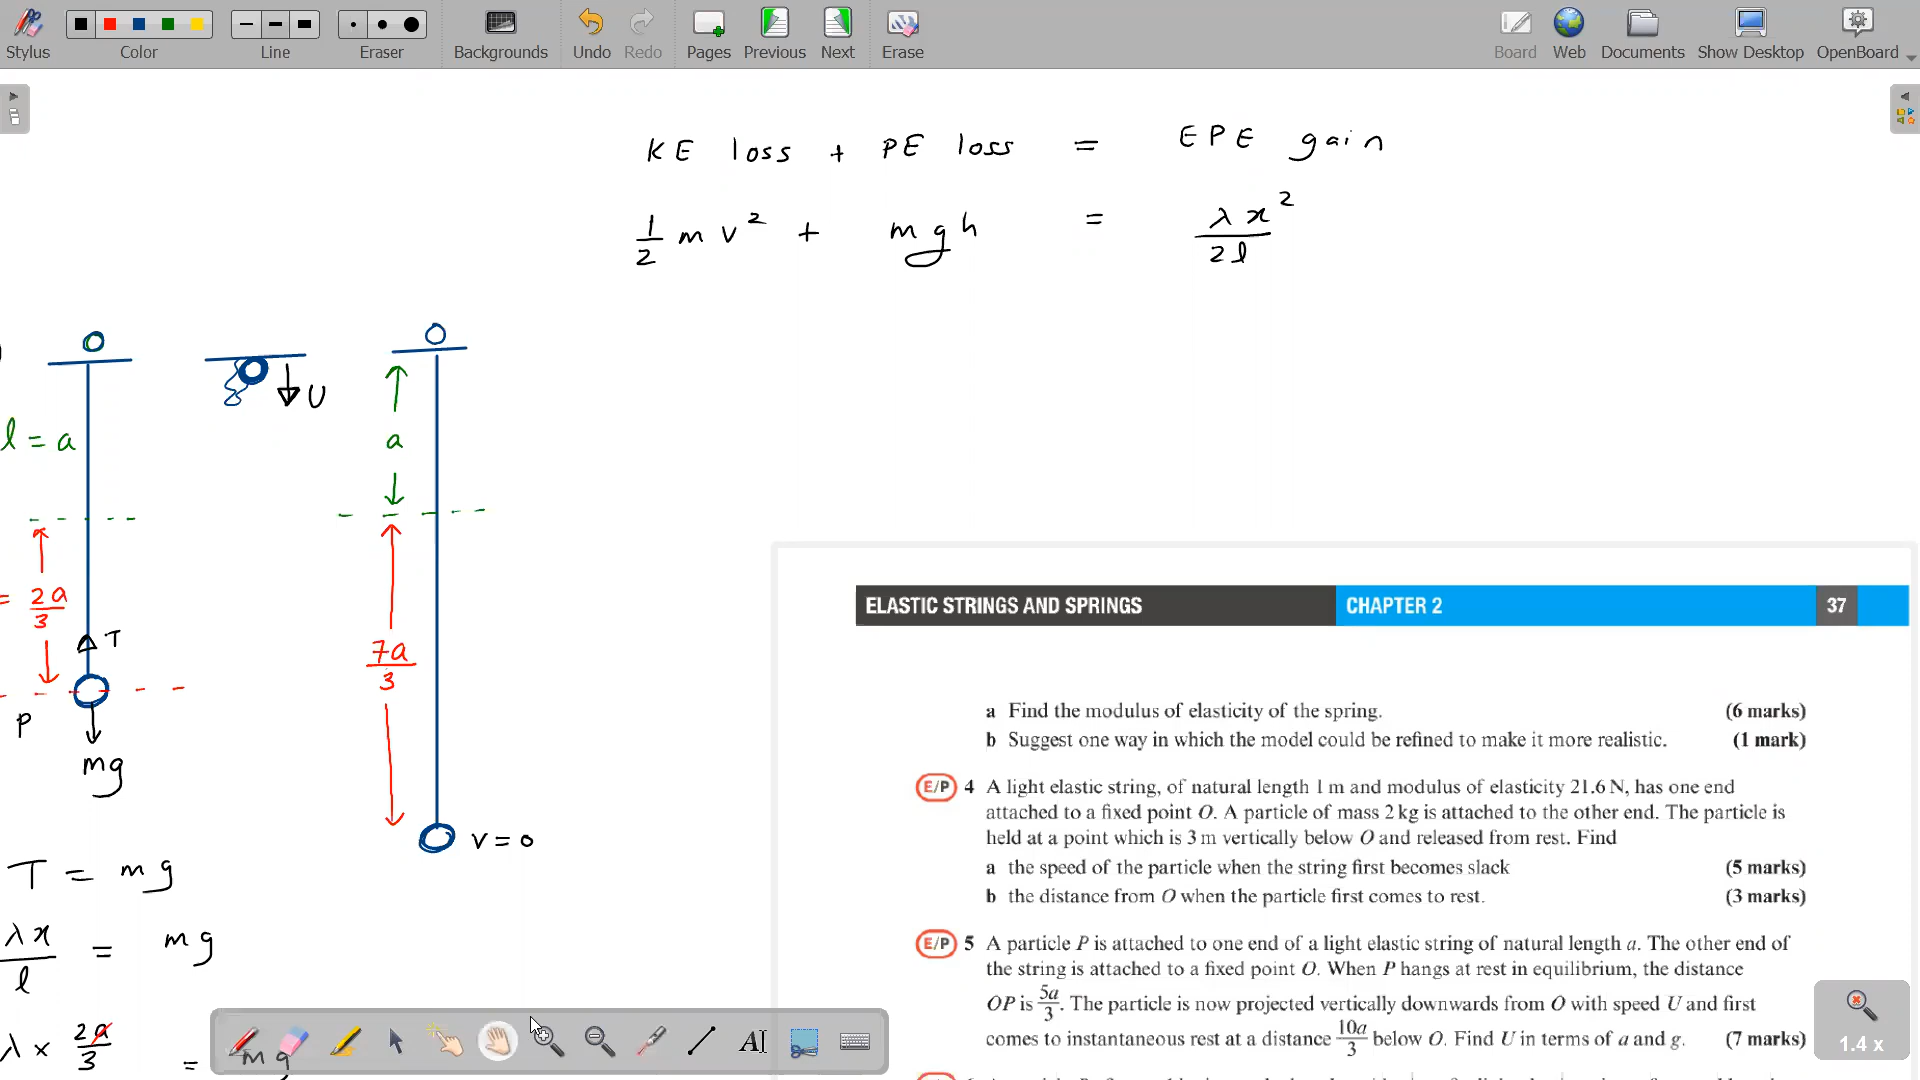 Stylus Color Line Eraser Backgrounds Undo Redo Pages Previous Next Erase Board Web Documents Show Desktop OpenBoard
KE loss + PE loss = EPE gain
1/2 m v² + mgh = λx²/2l
O O
U
l = a
a
= 2a/3
T
7a/3
P
mg
v = 0
T = mg
λx/l = mg
λ × 2a/3 = mg
ELASTIC STRINGS AND SPRINGS CHAPTER 2 37
a Find the modulus of elasticity of the spring. (6 marks)
b Suggest one way in which the model could be refined to make it more realistic. (1 mark)
E/P 4 A light elastic string, of natural length 1 m and modulus of elasticity 21.6 N, has one end
attached to a fixed point O. A particle of mass 2 kg is attached to the other end. The particle is
held at a point which is 3 m vertically below O and released from rest. Find
a the speed of the particle when the string first becomes slack (5 marks)
b the distance from O when the particle first comes to rest. (3 marks)
E/P 5 A particle P is attached to one end of a light elastic string of natural length a. The other end of
the string is attached to a fixed point O. When P hangs at rest in equilibrium, the distance
OP is 5a/3. The particle is now projected vertically downwards from O with speed U and first
comes to instantaneous rest at a distance 10a/3 below O. Find U in terms of a and g. (7 marks)
AI
1.4 x